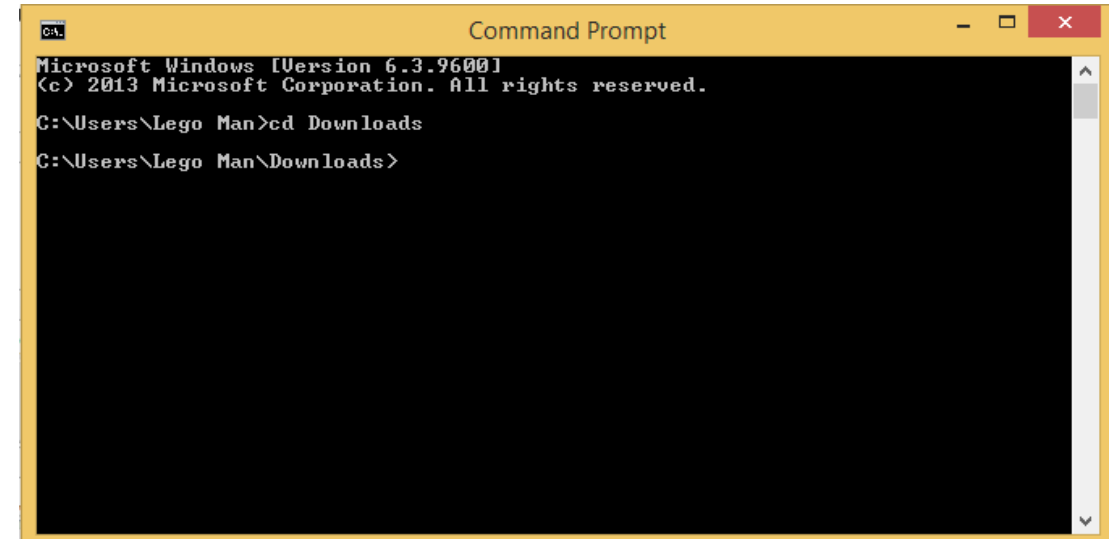 Command Prompt
Microsoft Windows [Version 6.3.9600]
(c) 2013 Microsoft Corporation. All rights reserved.
C:\Users\Lego Man>cd Downloads
C:\Users\Lego Man\Downloads>